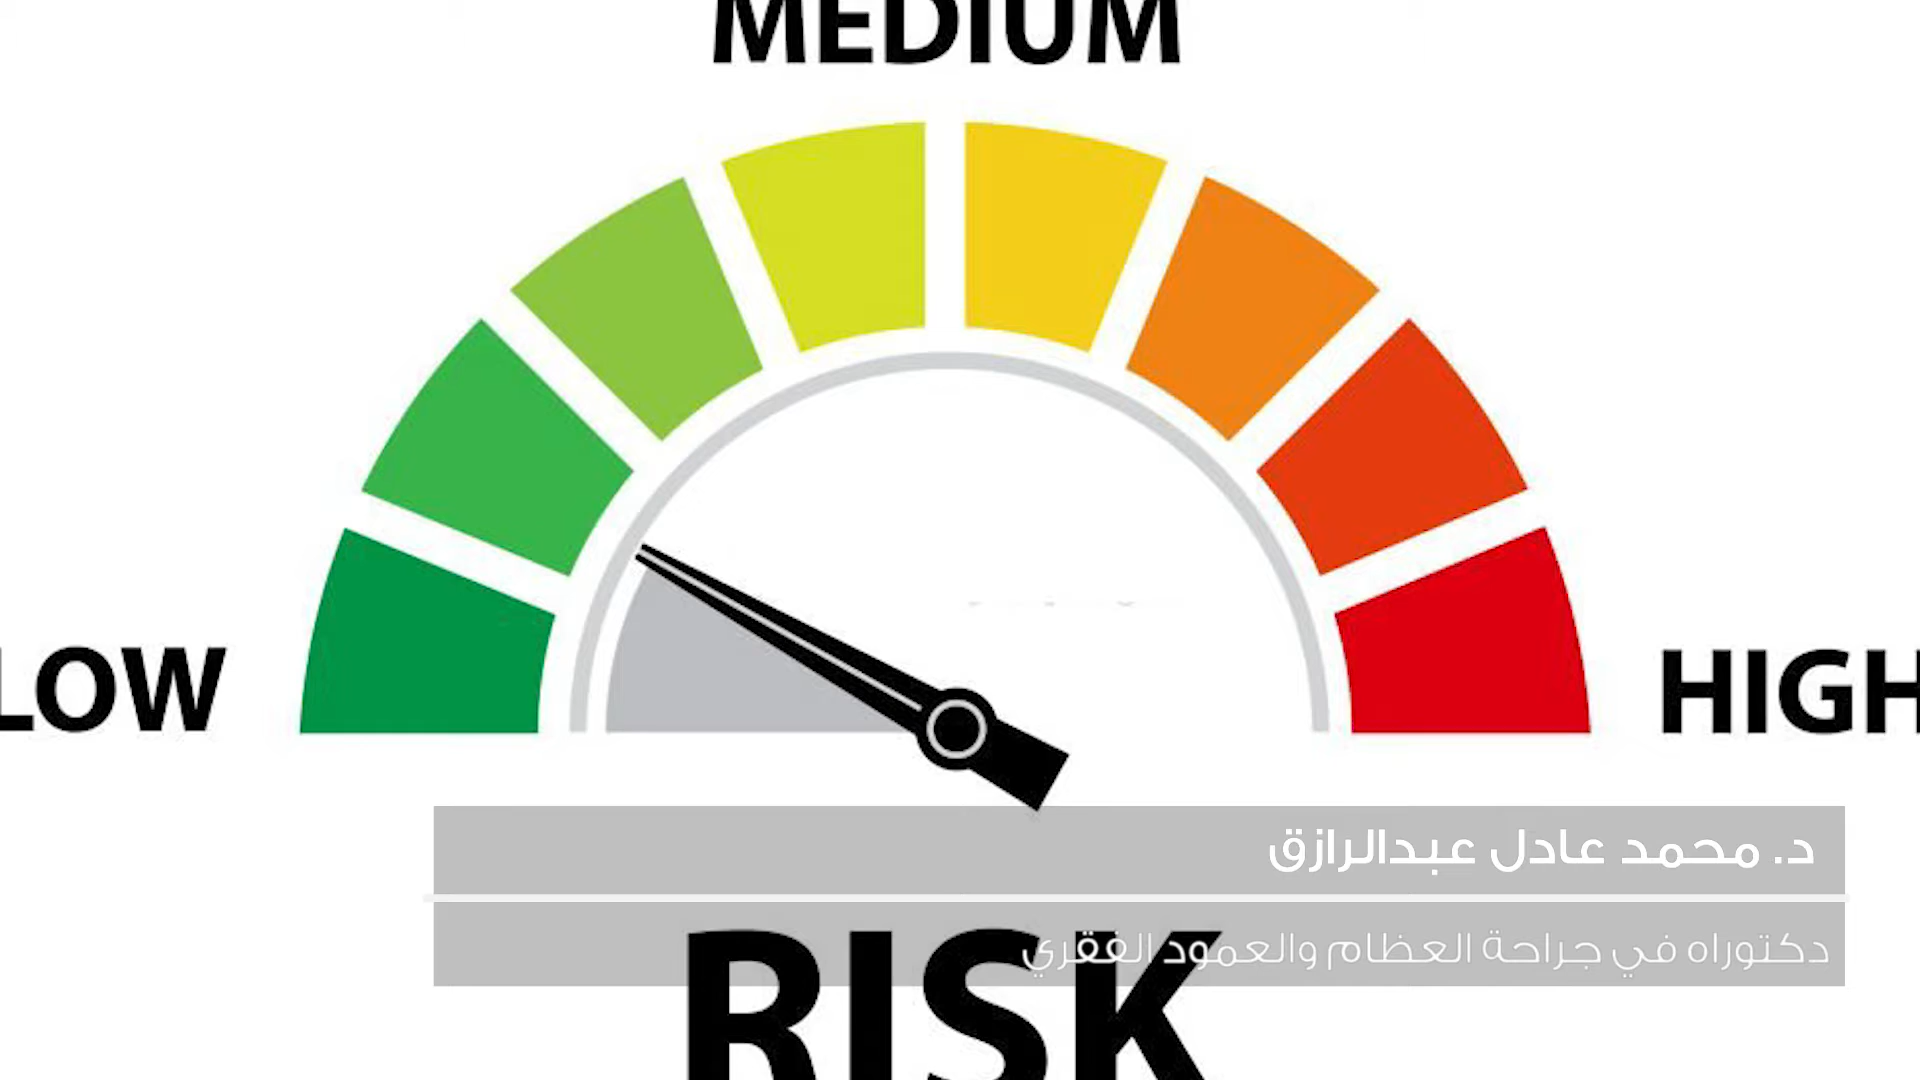 MEDIUM
LOW
HIGH
د. محمد عادل عبدالرازق
دكتوراه في جراحة العظام والعمود الفقري
RISK